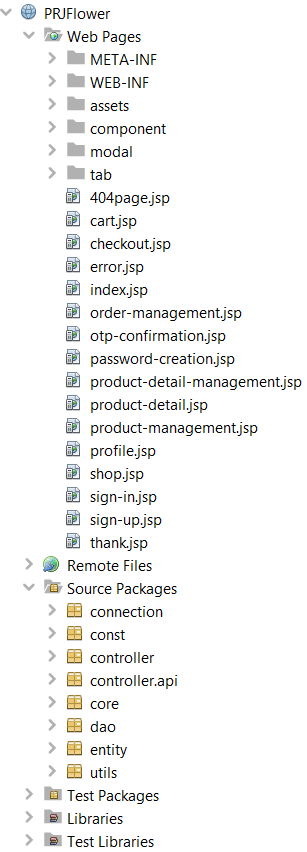 PRJFlower
Web Pages
META-INF
WEB-INF
assets
component
modal
tab
404page.jsp
cart.jsp
checkout.jsp
error.jsp
index.jsp
order-management.jsp
otp-confirmation.jsp
password-creation.jsp
product-detail-management.jsp
product-detail.jsp
product-management.jsp
profile.jsp
shop.jsp
sign-in.jsp
sign-up.jsp
thank.jsp
Remote Files
Source Packages
connection
const
controller
controller.api
core
dao
entity
utils
Test Packages
Libraries
Test Libraries